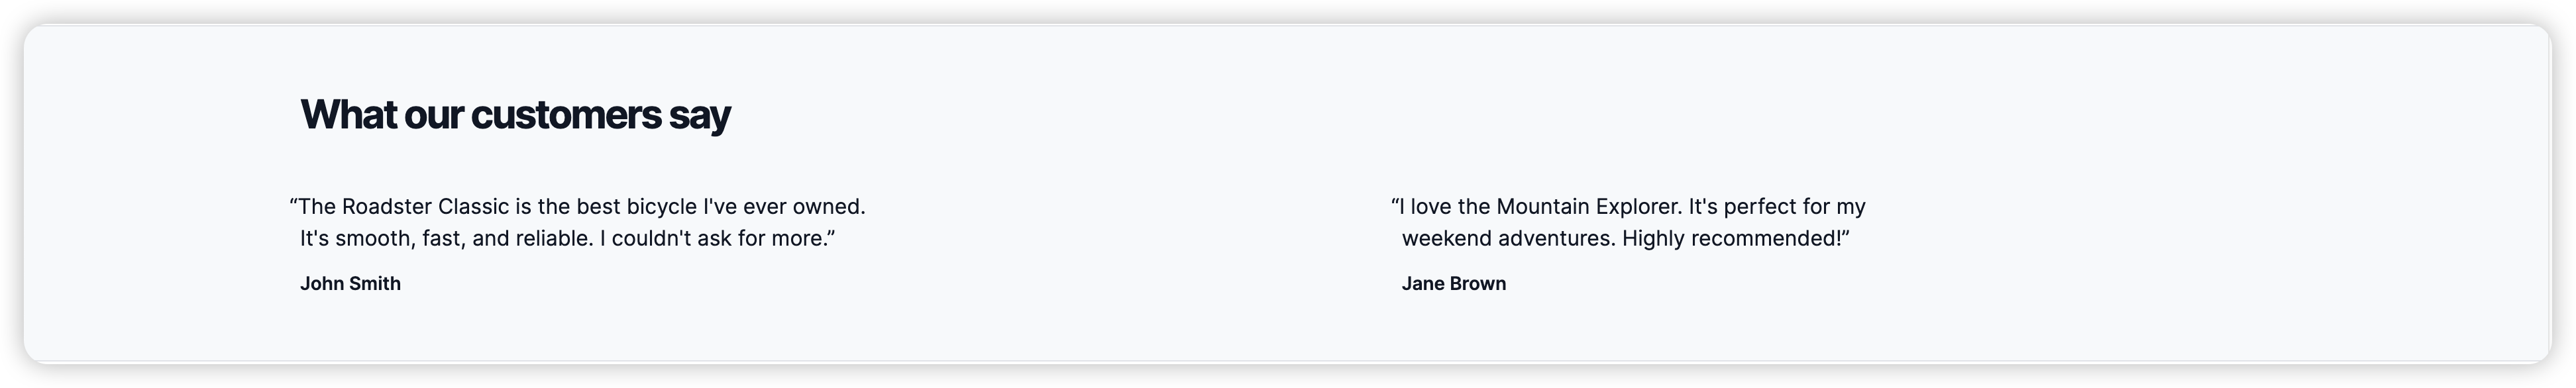 What our customers say
“The Roadster Classic is the best bicycle I've ever owned.
It's smooth, fast, and reliable. I couldn't ask for more.”
John Smith
“I love the Mountain Explorer. It's perfect for my
weekend adventures. Highly recommended!”
Jane Brown